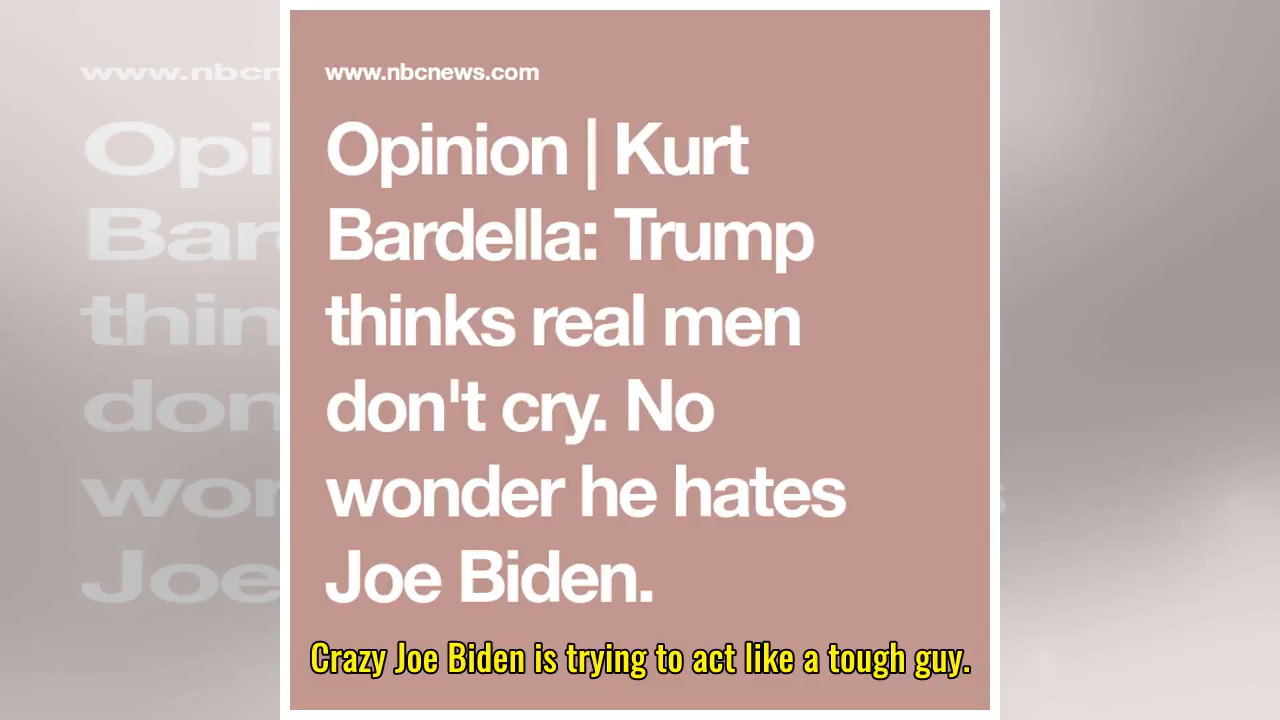 www.nbcnews.com
Opinion | Kurt
Bardella: Trump
thinks real men
don't cry. No
wonder he hates
Joe Biden.
Crazy Joe Biden is trying to act like a tough guy.